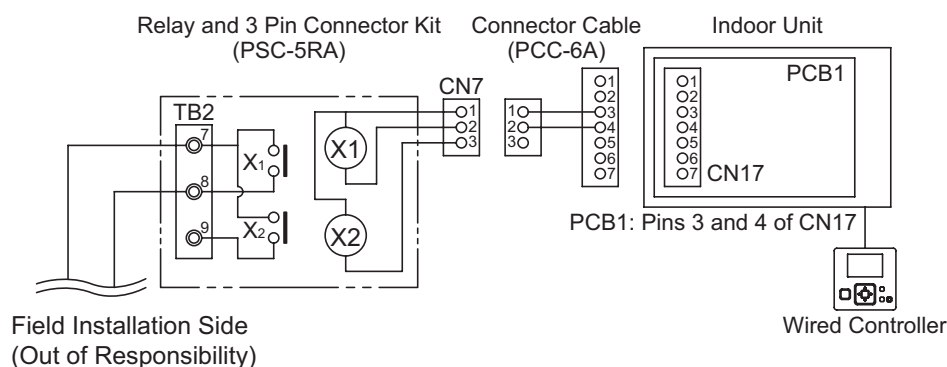 Relay and 3 Pin Connector Kit
(PSC-5RA)
Connector Cable
(PCC-6A)
Indoor Unit
TB2
7
8
9
X1
X2
X1
X2
CN7
1
2
3
1
2
3
1
2
3
4
5
6
7
1
2
3
4
5
6
7
PCB1
CN17
PCB1: Pins 3 and 4 of CN17
Field Installation Side
(Out of Responsibility)
Wired Controller